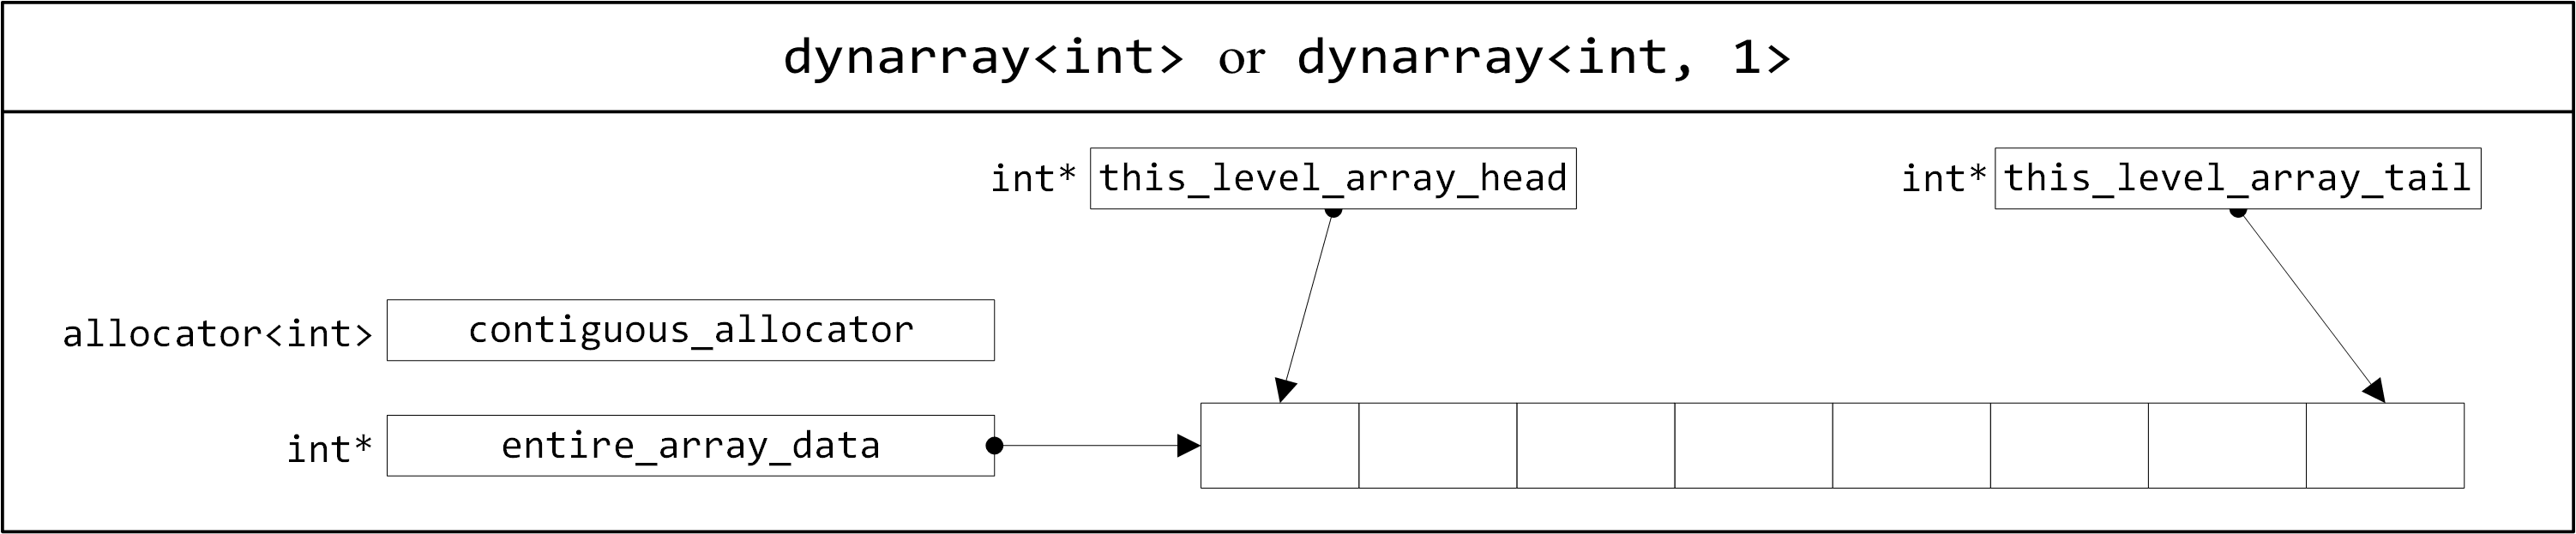 dynarray<int> or dynarray<int, 1>
int* this_level_array_head
int* this_level_array_tail
allocator<int> contiguous_allocator
int* entire_array_data